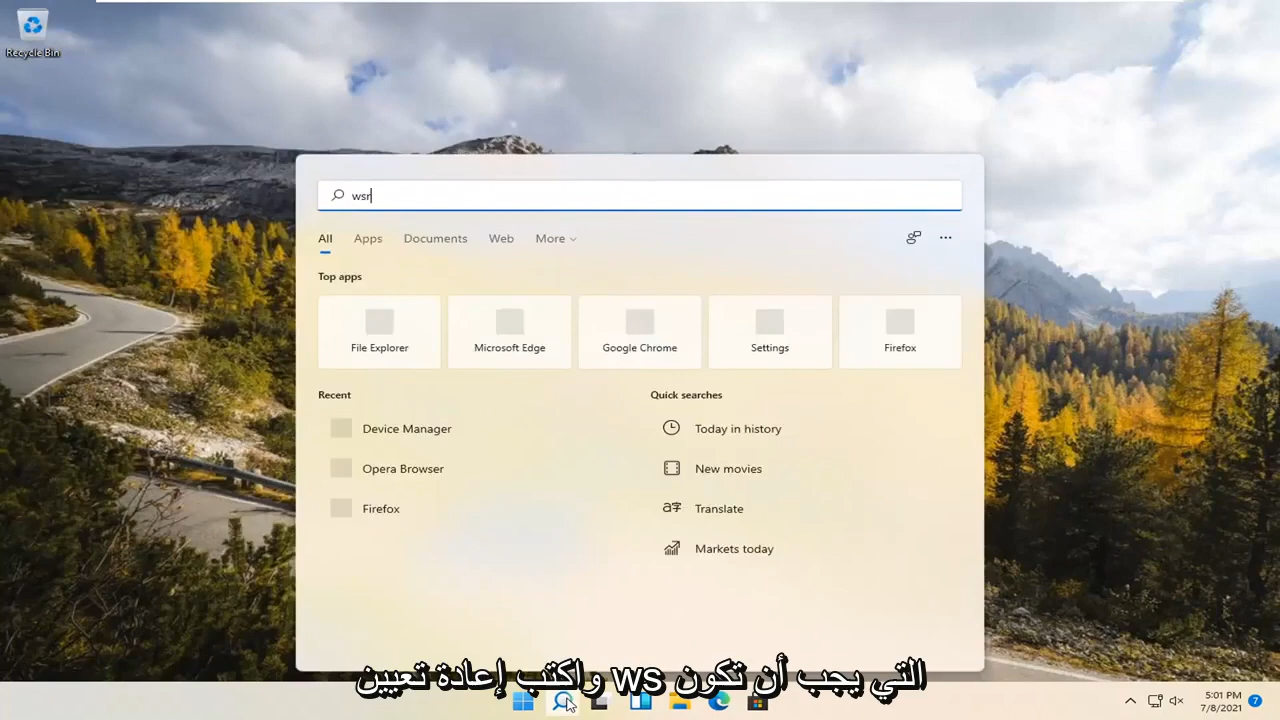 Recycle Bin
wsr
All
Apps
Documents
Web
More
Top apps
File Explorer
Microsoft Edge
Google Chrome
Settings
Firefox
Recent
Quick searches
Device Manager
Today in history
Opera Browser
New movies
Firefox
Translate
Markets today
التي يجب أن تكون ws واكتب إعادة تعيين
5:01 PM
7/8/2021
7